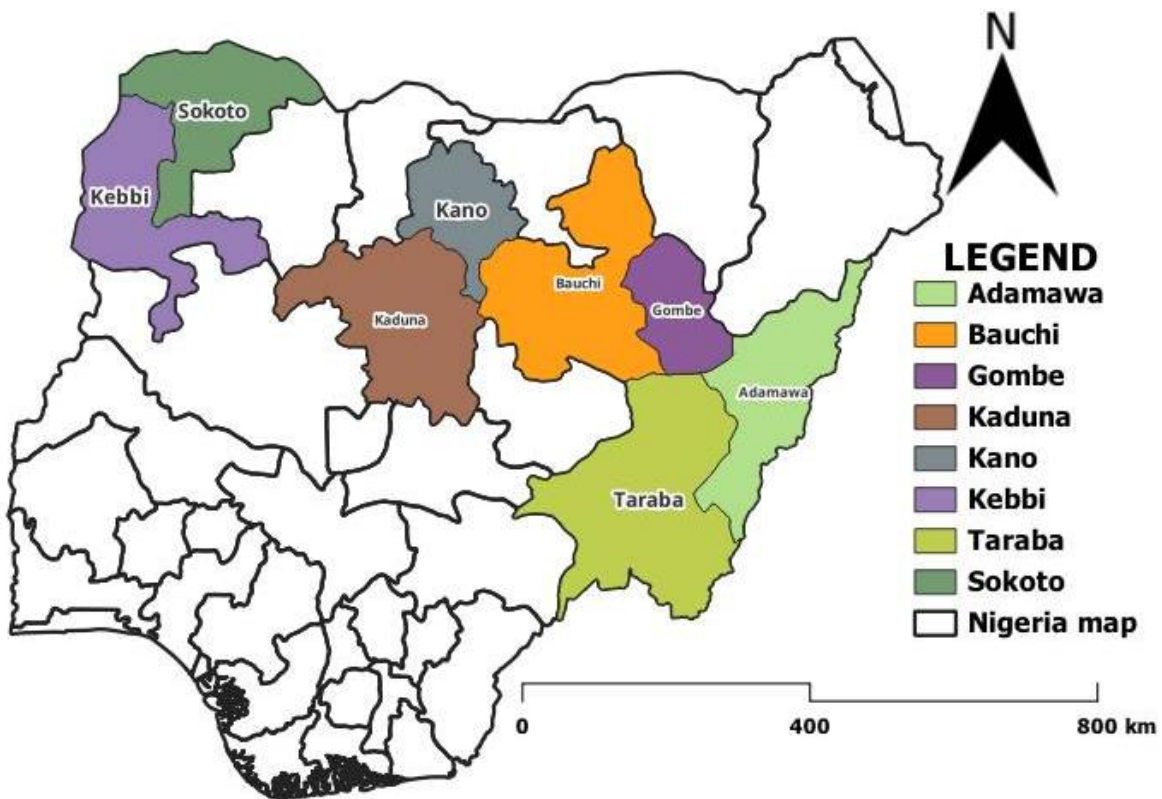 N
Sokoto
Kebbi
Kano
Bauchi
Gombe
Kaduna
Adamawa
Taraba
LEGEND
Adamawa
Bauchi
Gombe
Kaduna
Kano
Kebbi
Taraba
Sokoto
Nigeria map
0 400 800 km